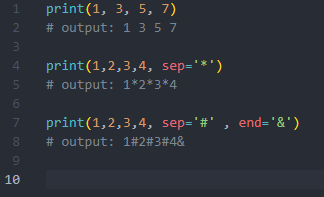 1 print(1, 3, 5, 7)
2 # output: 1 3 5 7
3
4 print(1,2,3,4, sep='*')
5 # output: 1*2*3*4
6
7 print(1,2,3,4, sep='#' , end='&')
8 # output: 1#2#3#4&
9
10